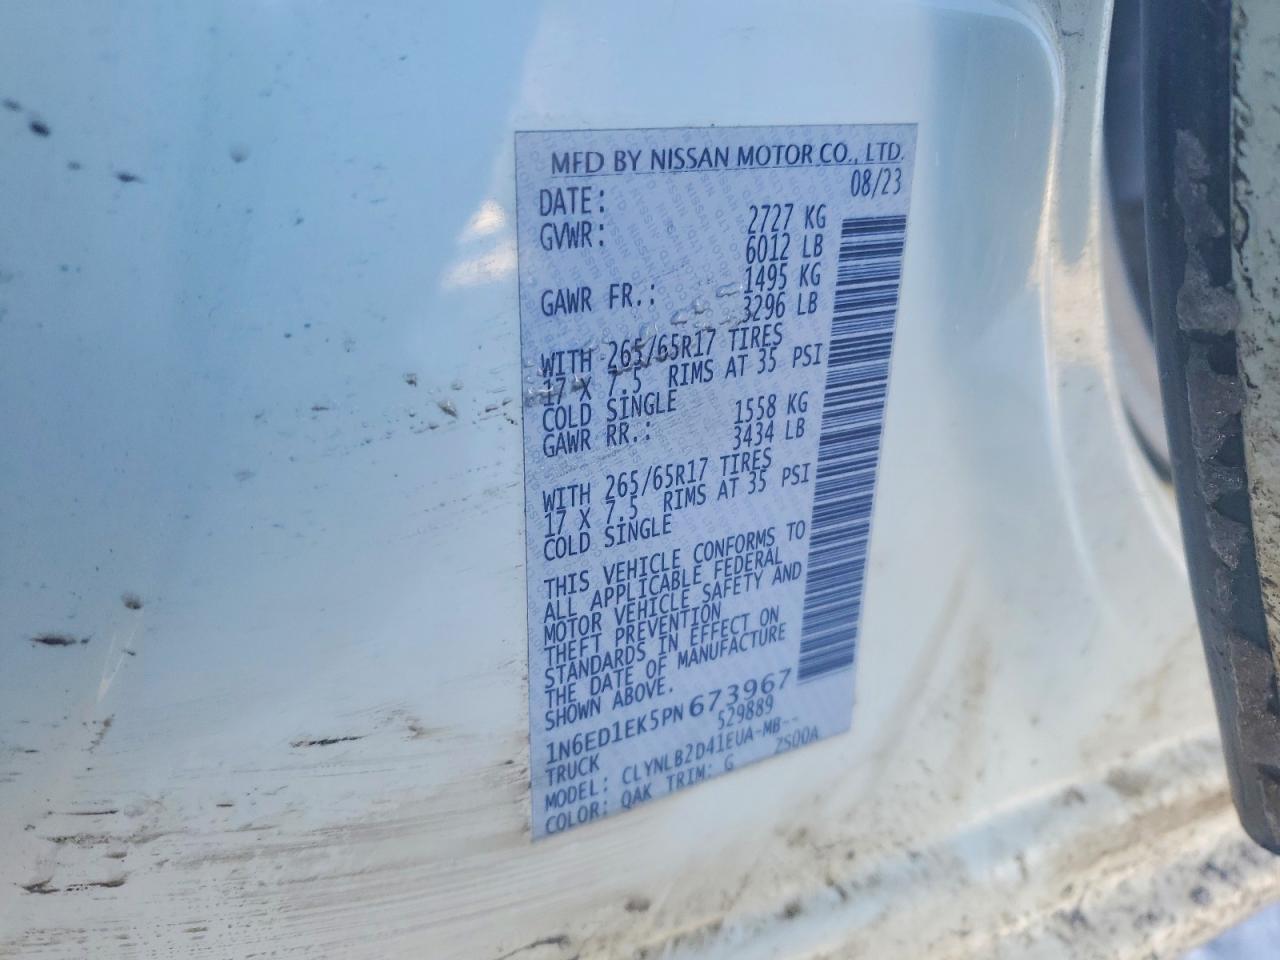 MFD BY NISSAN MOTOR CO., LTD.
DATE: 08/23
GVWR: 2727 KG
6012 LB
GAWR FR.: 1495 KG
3296 LB
WITH 265/65R17 TIRES
17 X 7.5 RIMS AT 35 PSI
COLD SINGLE
GAWR RR.: 1558 KG
3434 LB
WITH 265/65R17 TIRES
17 X 7.5 RIMS AT 35 PSI
COLD SINGLE
THIS VEHICLE CONFORMS TO
ALL APPLICABLE FEDERAL
MOTOR VEHICLE SAFETY AND
THEFT PREVENTION
STANDARDS IN EFFECT ON
THE DATE OF MANUFACTURE
SHOWN ABOVE.
1N6ED1EK5PN673967
TRUCK 529889
MODEL: CLYNLB2D41EUA-MB--
COLOR: QAK TRIM: G ZS00A